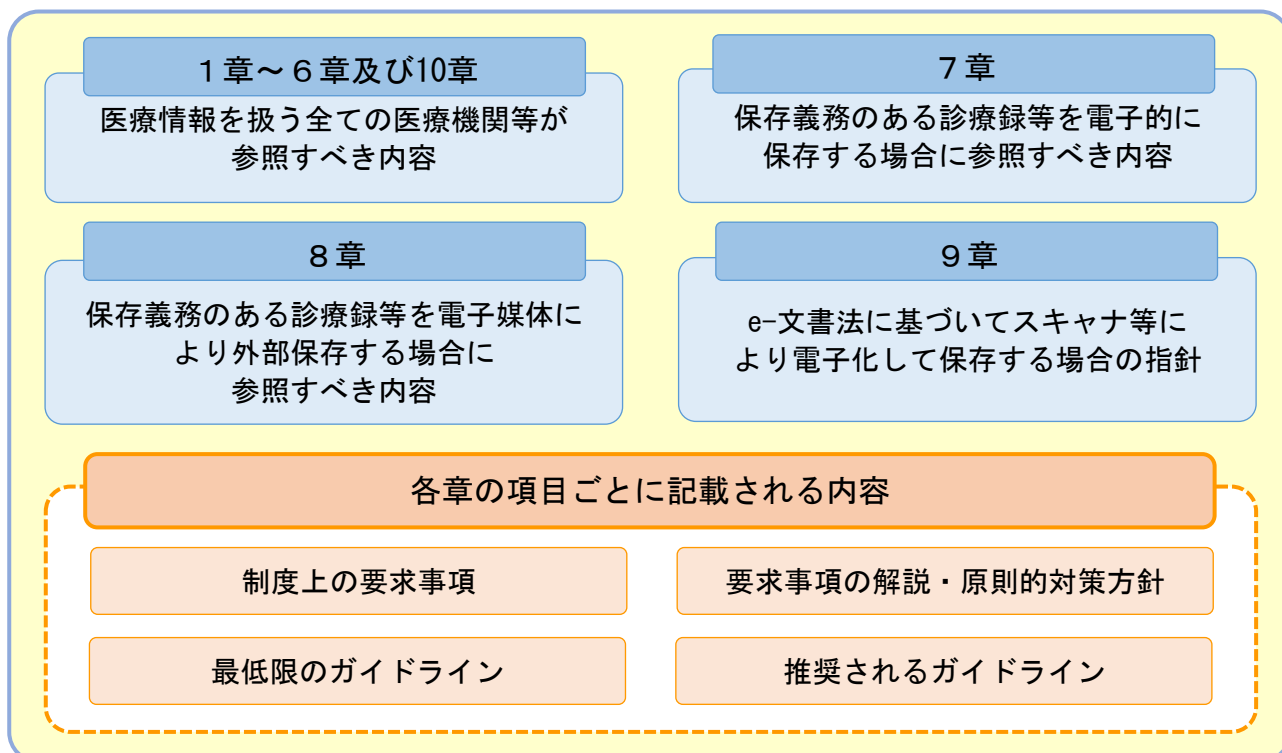 １章～６章及び10章
医療情報を扱う全ての医療機関等が
参照すべき内容
７章
保存義務のある診療録等を電子的に
保存する場合に参照すべき内容
８章
保存義務のある診療録等を電子媒体に
より外部保存する場合に
参照すべき内容
９章
e-文書法に基づいてスキャナ等に
より電子化して保存する場合の指針
各章の項目ごとに記載される内容
制度上の要求事項
要求事項の解説・原則的対策方針
最低限のガイドライン
推奨されるガイドライン